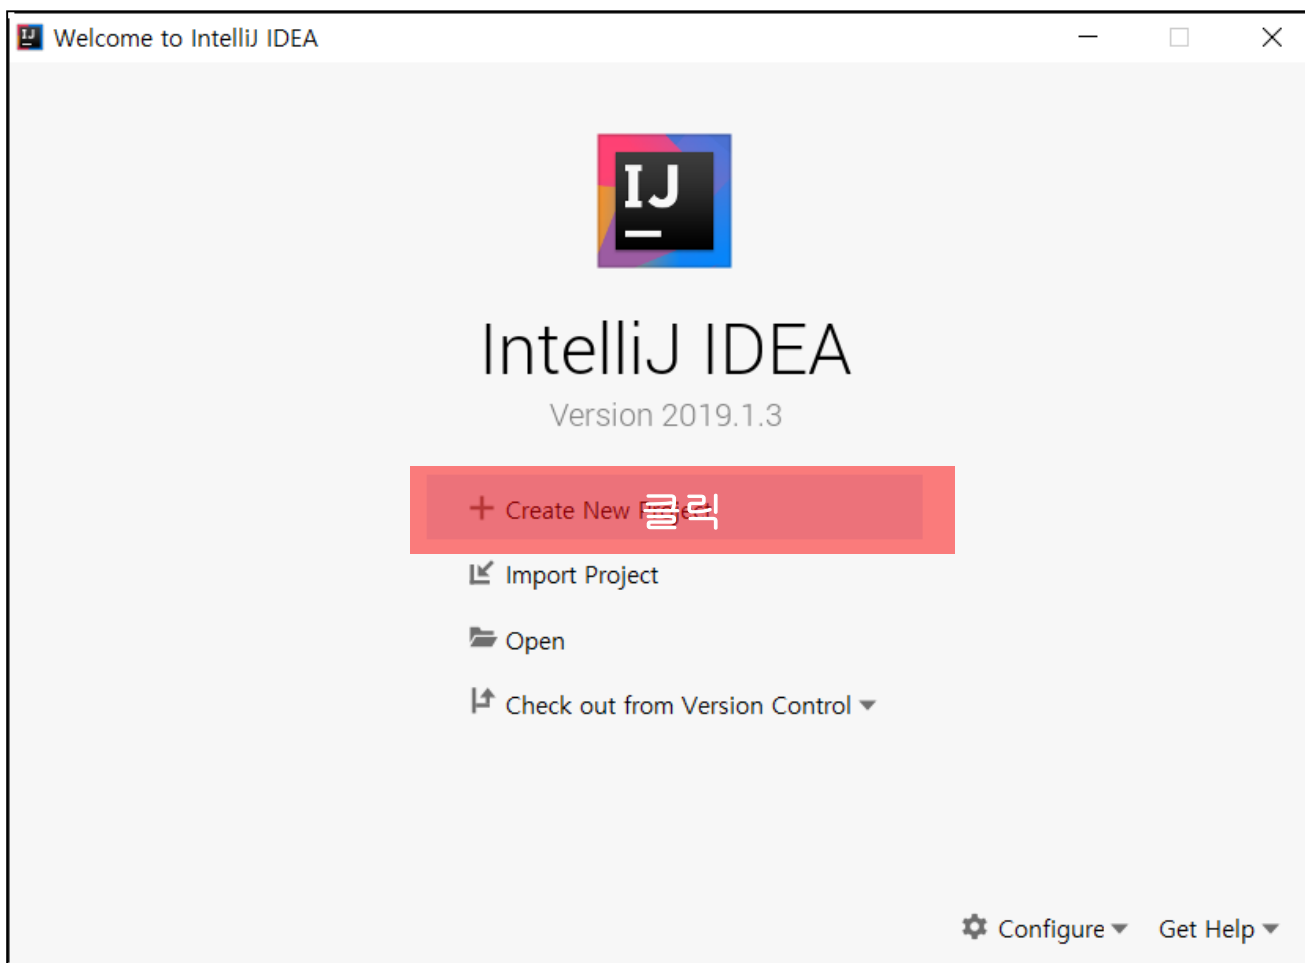 Welcome to IntelliJ IDEA
IJ
IntelliJ IDEA
Version 2019.1.3
Create New Project
클릭
Import Project
Open
Check out from Version Control
Configure
Get Help